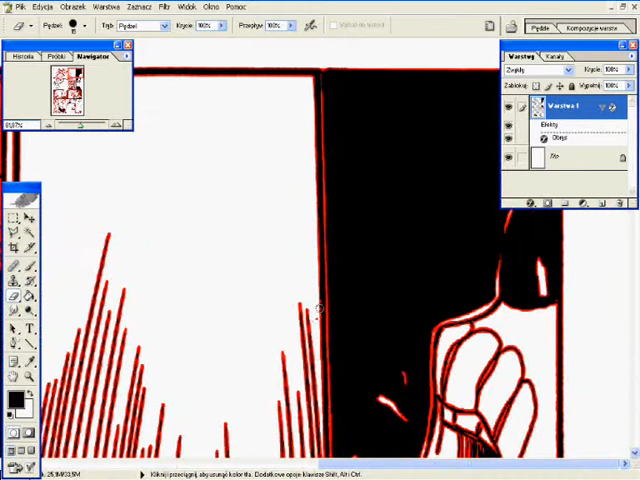 Plik Edycja Obrazek Warstwa Zaznacz Filtr Widok Okno Pomoc
Pędzel: Tryb: Pędzel Krycie: 100% Przepływ: 100%
Pędzle Kompozycje warstw
Historia Próbki Nawigator
Warstwy Kanały
Zwykły Krycie: 100%
Zablokuj: Wypełnij: 100%
Warstwa 1
Efekty
Obrys
Tło
Kliknij i przeciągnij, aby usunąć kolor tła. Dodatkowe opcje klawisze: Shift, Alt i Ctrl.